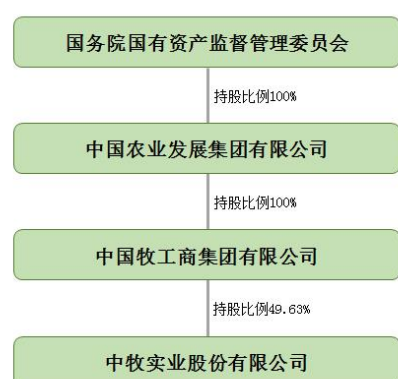 国务院国有资产监督管理委员会
持股比例100%
中国农业发展集团有限公司
持股比例100%
中国牧工商集团有限公司
持股比例49.63%
中牧实业股份有限公司